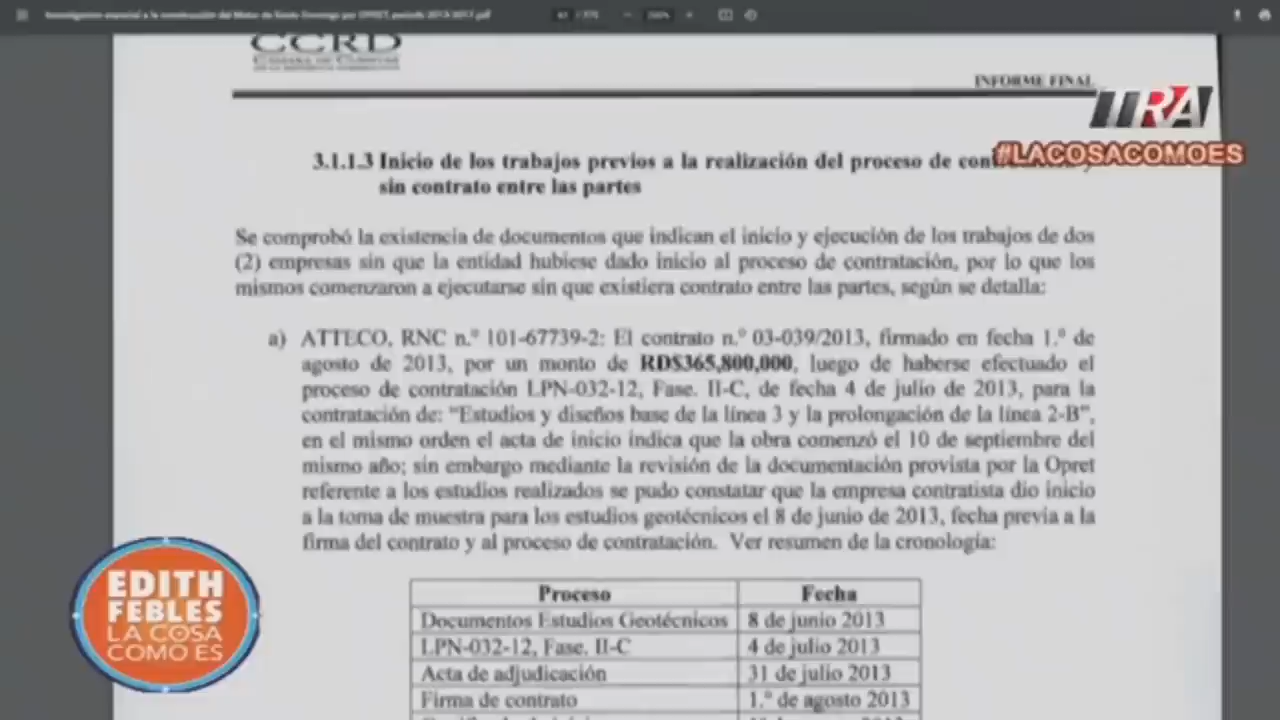 CCRD
INFORME FINAL
TRA
#LACOSACOMOES
3.1.1.3 Inicio de los trabajos previos a la realización del proceso de
sin contrato entre las partes
Se comprobó la existencia de documentos que indican el inicio y ejecución de los trabajos de dos
(2) empresas sin que la entidad hubiese dado inicio al proceso de contratación, por lo que los
mismos comenzaron a ejecutarse sin que existiera contrato entre las partes, según se detalla:
a) ATTECO, RNC n.º 101-67739-2: El contrato n.º 03-039/2013, firmado en fecha 1.º de
agosto de 2013, por un monto de RD$365,800,000, luego de haberse efectuado el
proceso de contratación LPN-032-12, Fase. II-C, de fecha 4 de julio de 2013, para la
contratación de: "Estudios y diseños base de la línea 3 y la prolongación de la línea 2-B",
en el mismo orden el acta de inicio indica que la obra comenzó el 10 de septiembre del
mismo año; sin embargo mediante la revisión de la documentación provista por la Opret
referente a los estudios realizados se pudo constatar que la empresa contratista dio inicio
a la toma de muestra para los estudios geotécnicos el 8 de junio de 2013, fecha previa a la
firma del contrato y al proceso de contratación. Ver resumen de la cronología:
Proceso Fecha
Documentos Estudios Geotécnicos 8 de junio 2013
LPN-032-12, Fase. II-C 4 de julio 2013
Acta de adjudicación 31 de julio 2013
Firma de contrato 1.º de agosto 2013
EDITH
FEBLES
LA COSA
COMO ES